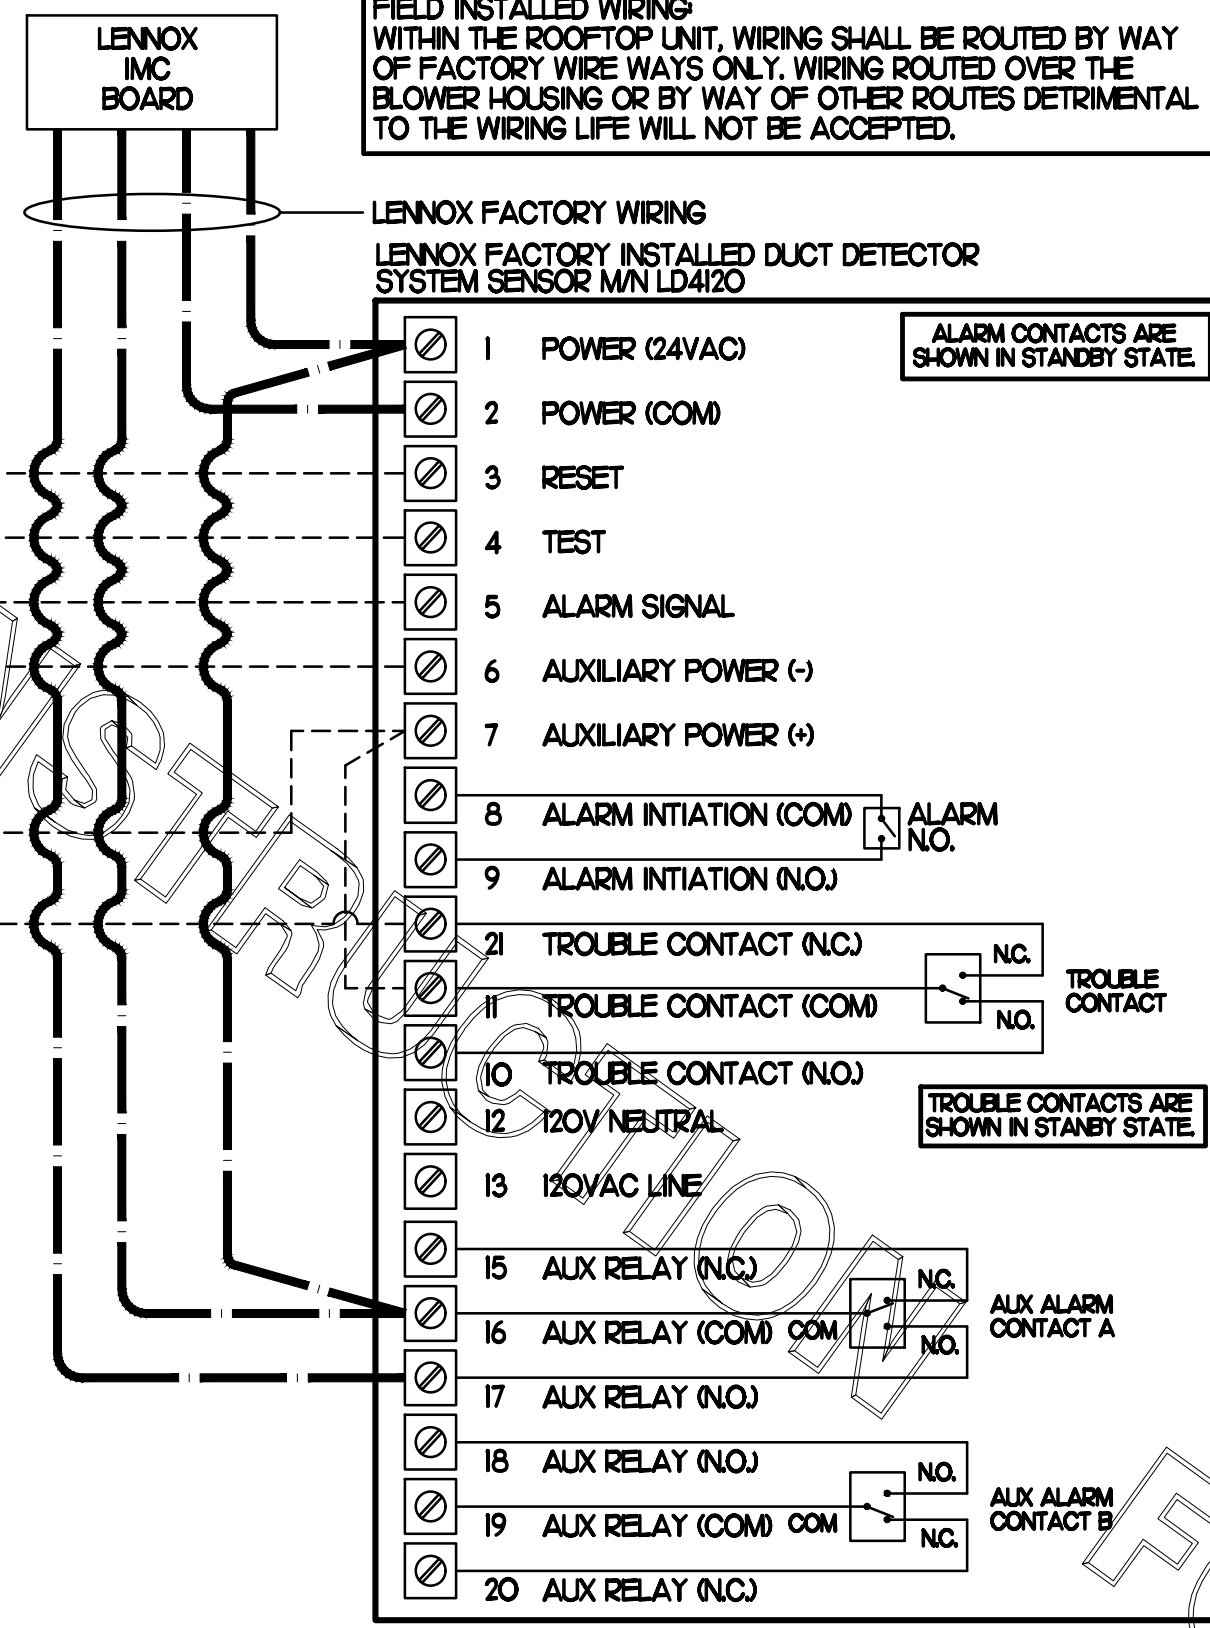 LENNOX
IMC
BOARD
FIELD INSTALLED WIRING:
WITHIN THE ROOFTOP UNIT, WIRING SHALL BE ROUTED BY WAY
OF FACTORY WIRE WAYS ONLY. WIRING ROUTED OVER THE
BLOWER HOUSING OR BY WAY OF OTHER ROUTES DETRIMENTAL
TO THE WIRING LIFE WILL NOT BE ACCEPTED.
LENNOX FACTORY WIRING
LENNOX FACTORY INSTALLED DUCT DETECTOR
SYSTEM SENSOR M/N LD4120
ALARM CONTACTS ARE
SHOWN IN STANDBY STATE.
1 POWER (24VAC)
2 POWER (COM)
3 RESET
4 TEST
5 ALARM SIGNAL
6 AUXILIARY POWER (-)
7 AUXILIARY POWER (+)
8 ALARM INTIATION (COM)
ALARM
N.O.
9 ALARM INTIATION (N.O.)
21 TROUBLE CONTACT (N.C.)
N.C.
TROUBLE
CONTACT
11 TROUBLE CONTACT (COM)
N.O.
10 TROUBLE CONTACT (N.O.)
TROUBLE CONTACTS ARE
SHOWN IN STANBY STATE.
12 120V NEUTRAL
13 120VAC LINE
15 AUX RELAY (N.C.)
N.C.
AUX ALARM
CONTACT A
16 AUX RELAY (COM) COM
N.O.
17 AUX RELAY (N.O.)
18 AUX RELAY (N.O.)
N.O.
AUX ALARM
CONTACT B
19 AUX RELAY (COM) COM
N.C.
20 AUX RELAY (N.C.)
STRUCTION